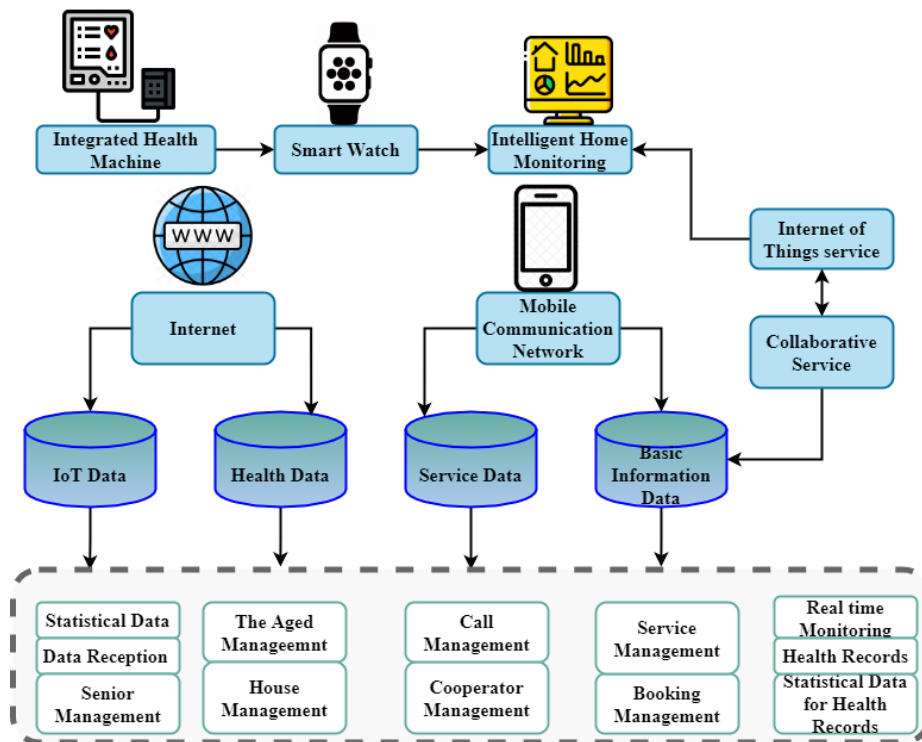 Integrated Health
Machine
Smart Watch
Intelligent Home
Monitoring
WWW
Internet of
Things service
Internet
Mobile
Communication
Network
Collaborative
Service
IoT Data
Health Data
Service Data
Basic
Information
Data
Statistical Data
Data Reception
Senior
Management
The Aged
Manageemnt
House
Management
Call
Management
Cooperator
Management
Service
Management
Booking
Management
Real time
Monitoring
Health Records
Statistical Data
for Health
Records